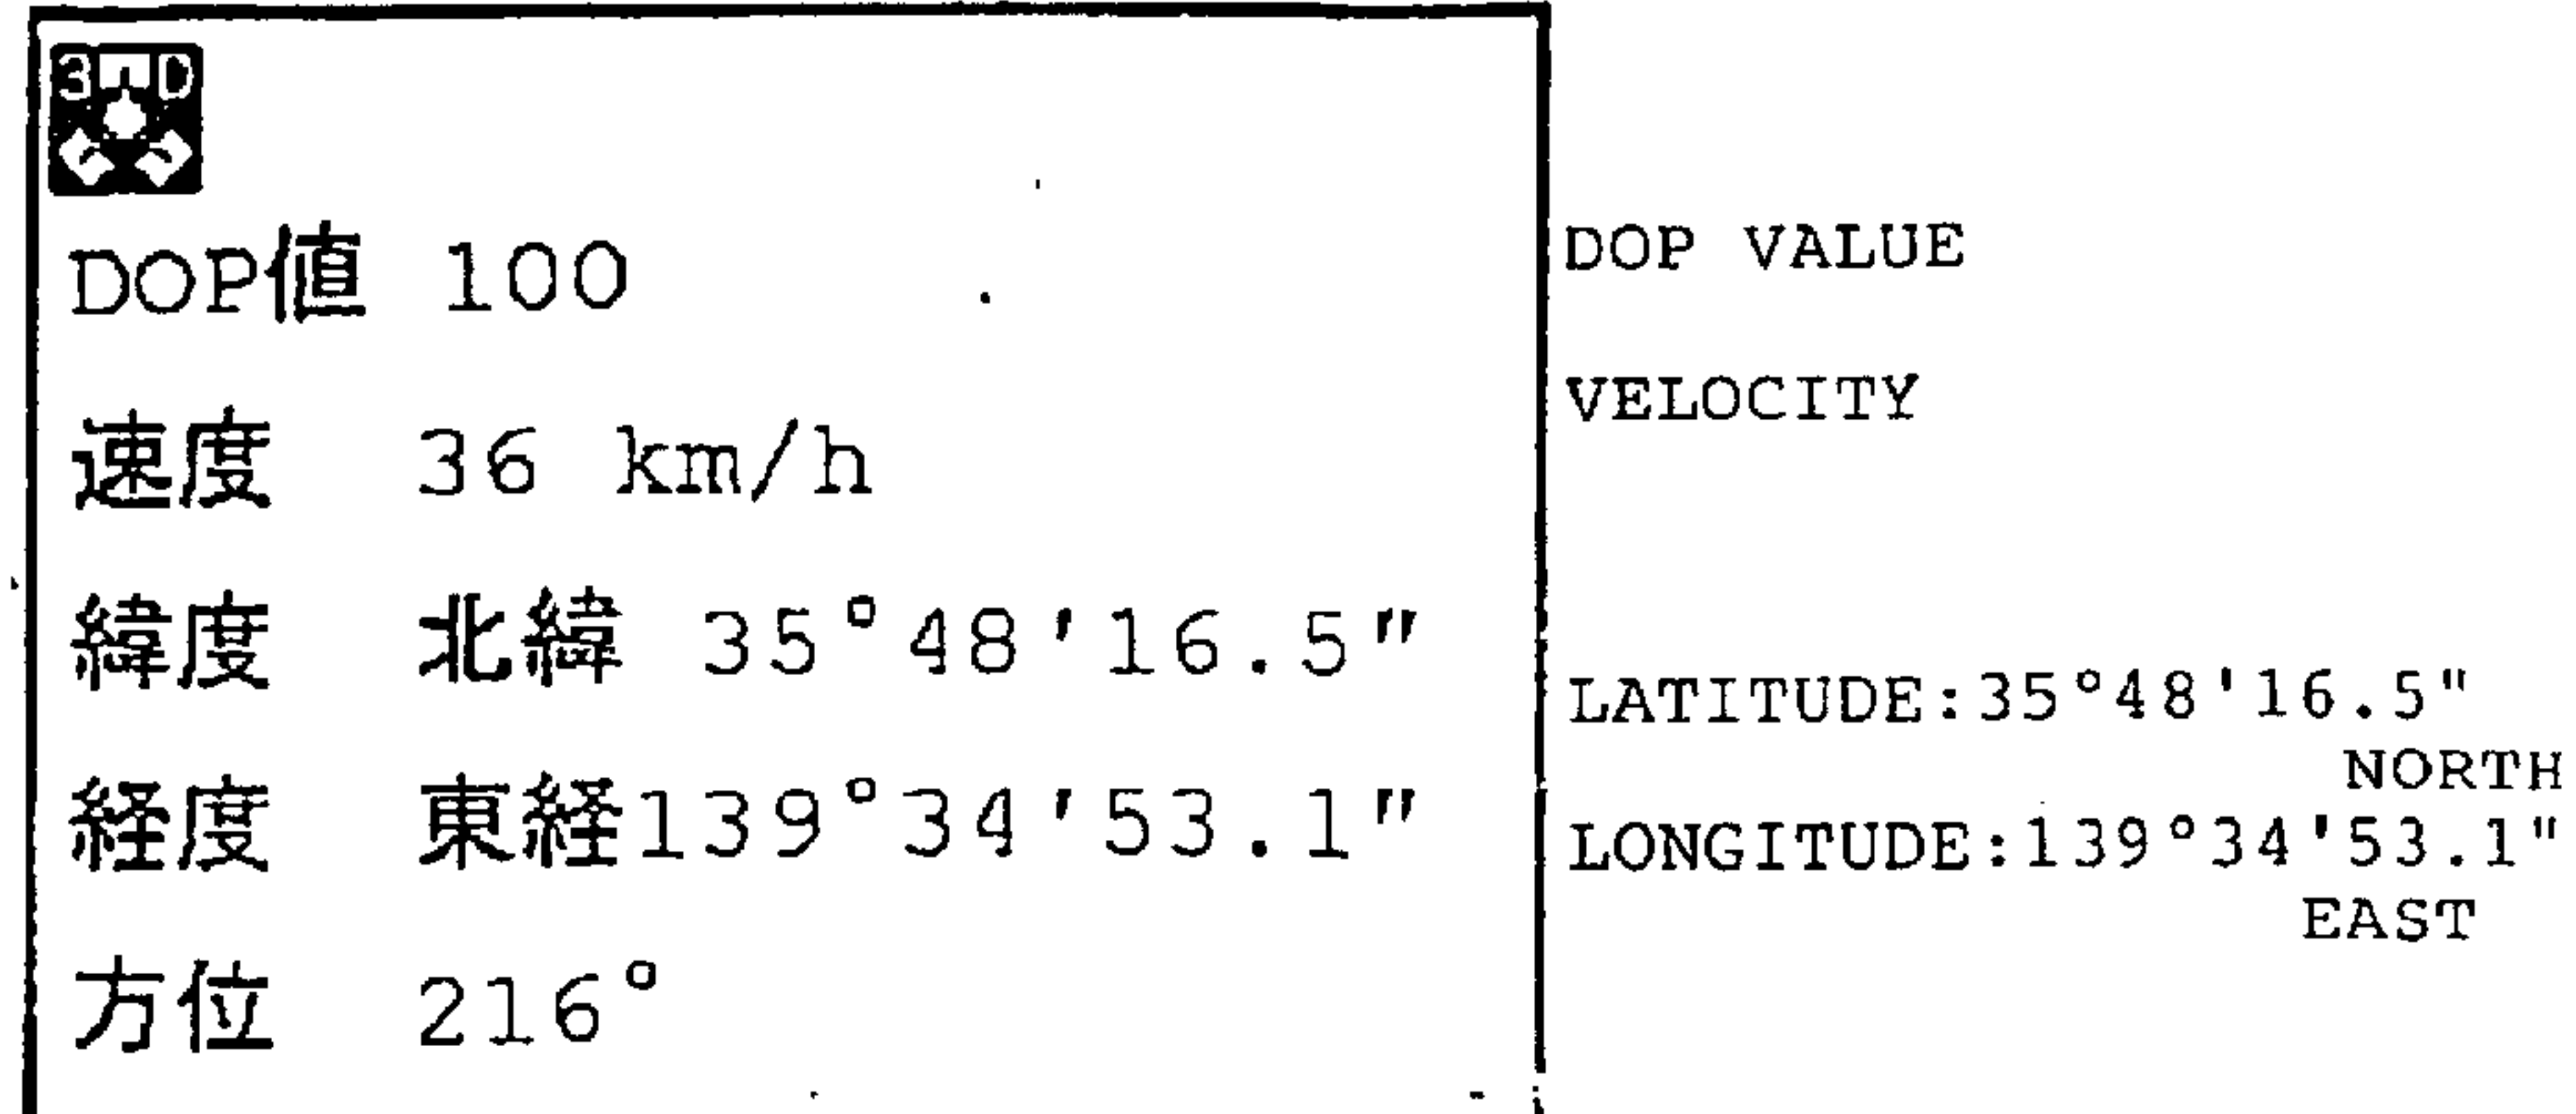 3 D
DOP値 100
DOP VALUE
速度 36 km/h
VELOCITY
緯度 北緯 35°48'16.5"
LATITUDE:35°48'16.5"
NORTH
経度 東経139°34'53.1"
LONGITUDE:139°34'53.1"
EAST
方位 216°